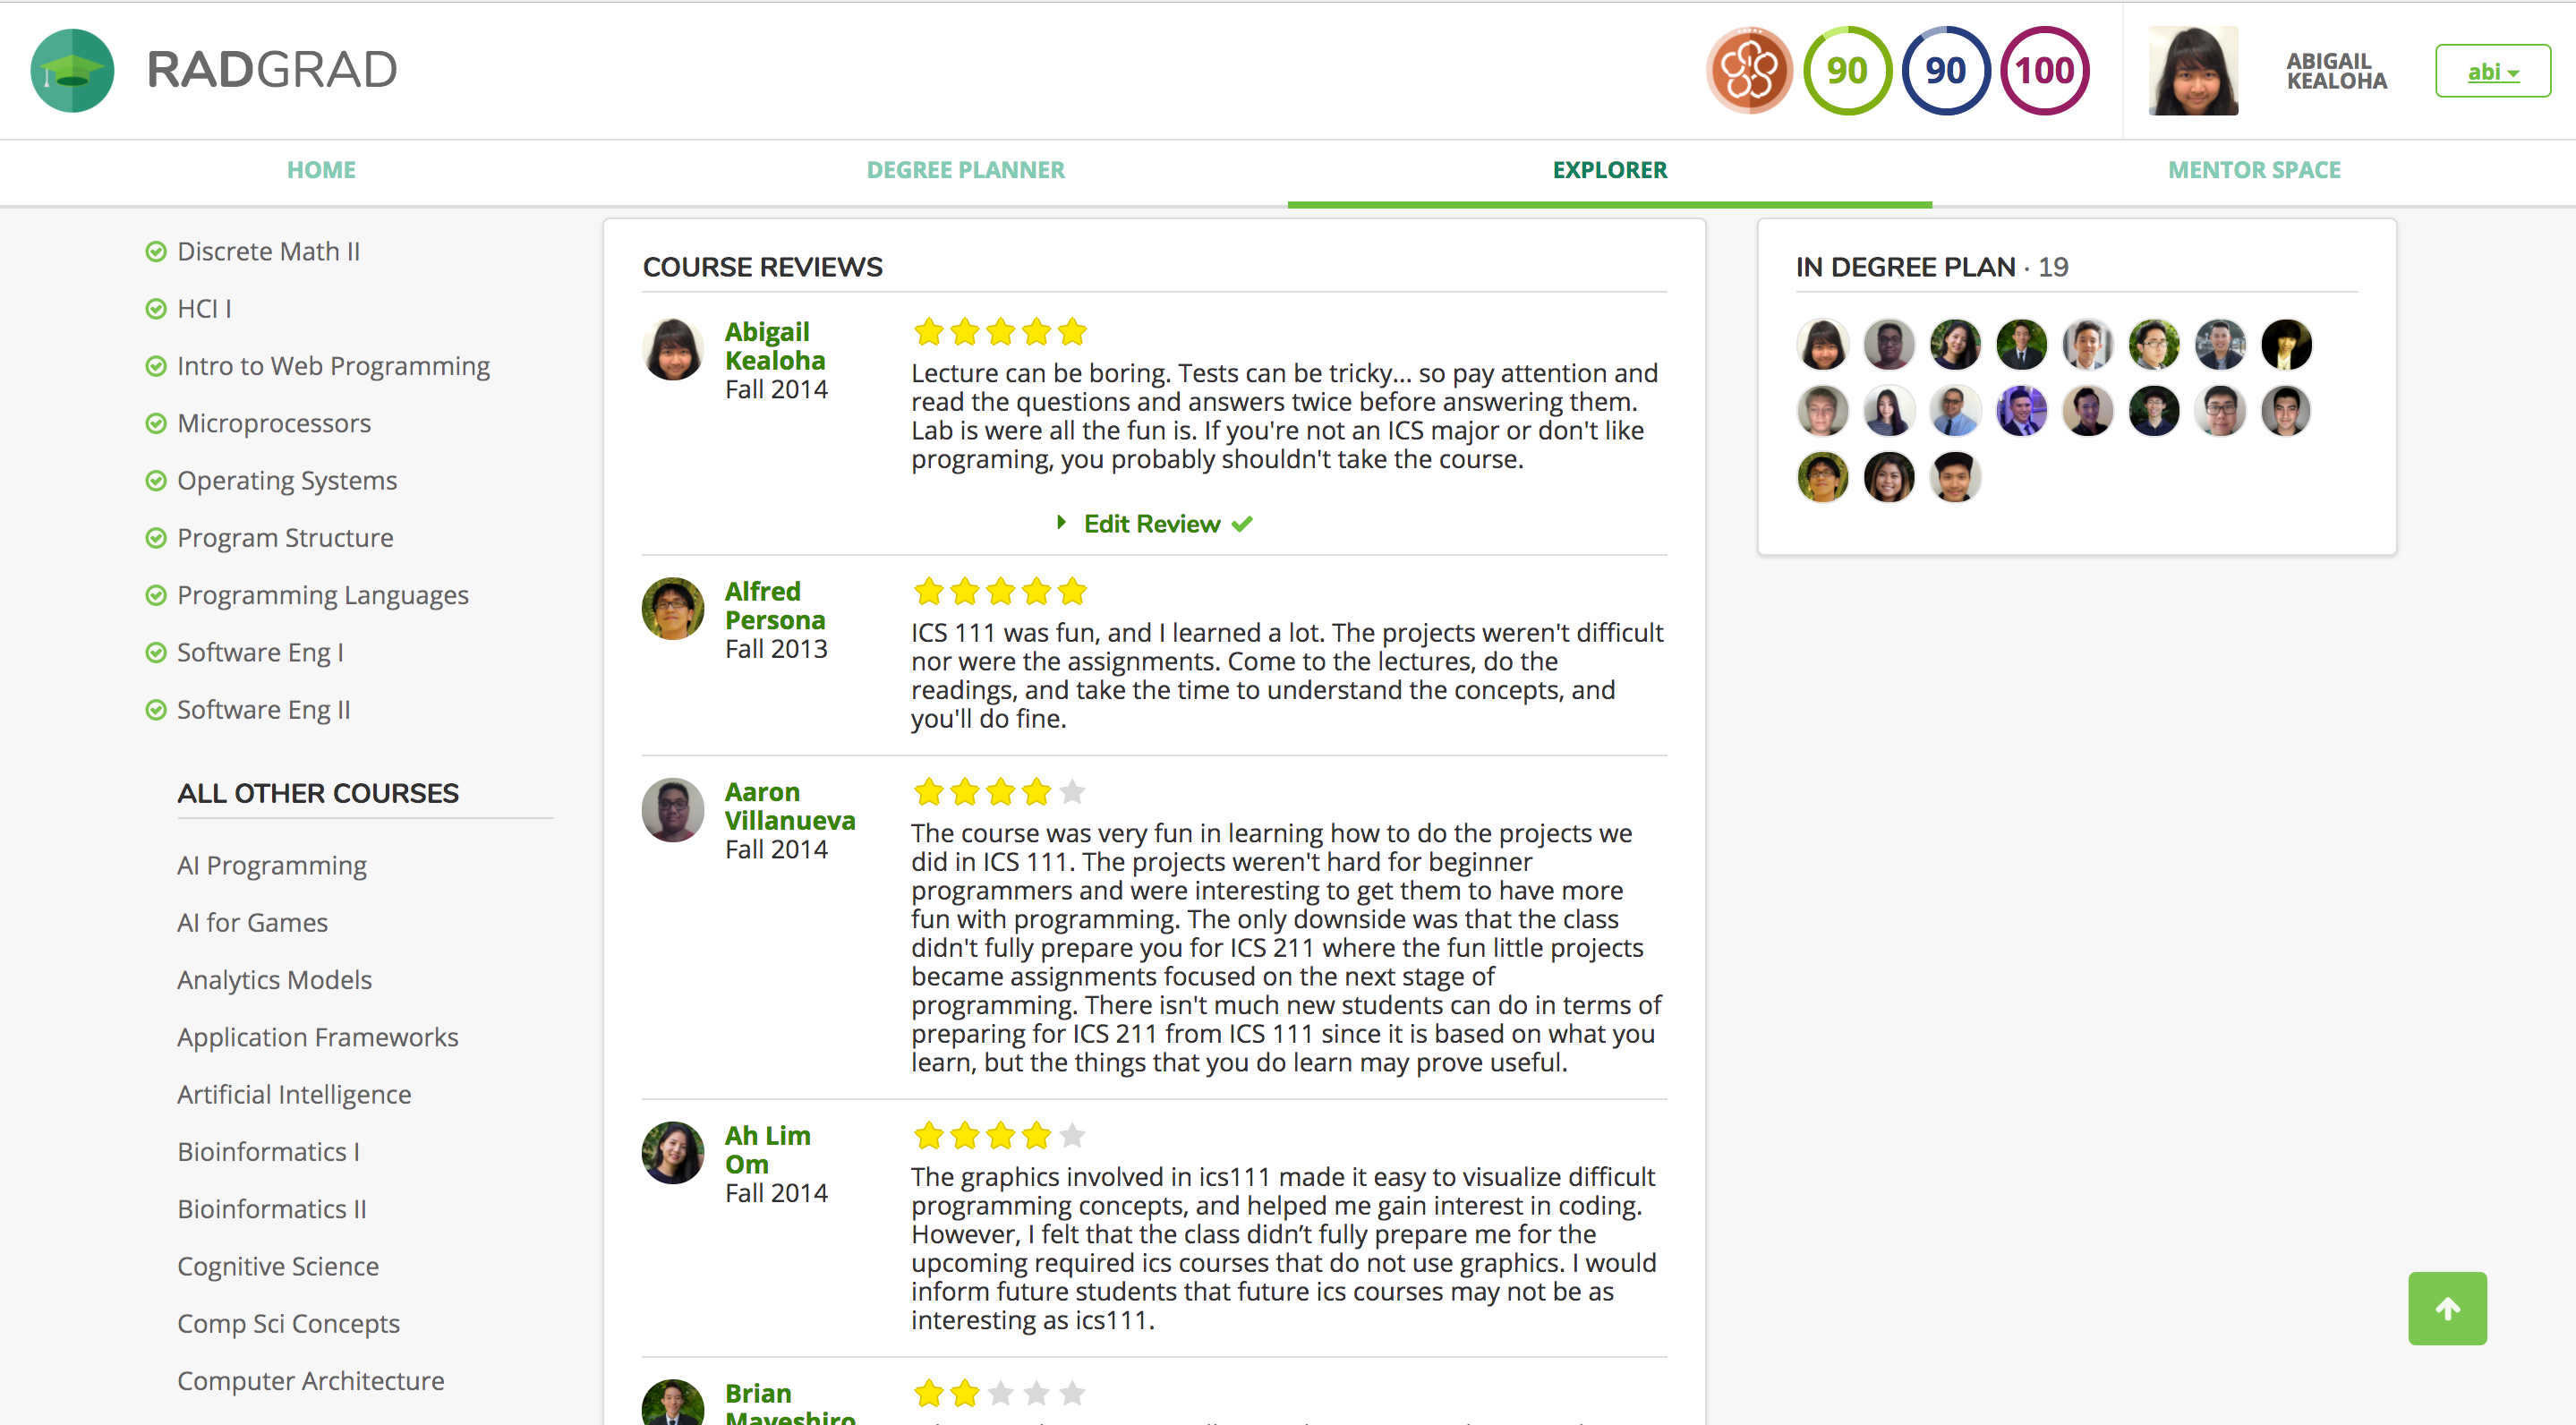 RADGRAD
90
90
100
ABIGAIL
KEALOHA
abi
HOME
DEGREE PLANNER
EXPLORER
MENTOR SPACE
Discrete Math II
HCI I
Intro to Web Programming
Microprocessors
Operating Systems
Program Structure
Programming Languages
Software Eng I
Software Eng II
ALL OTHER COURSES
AI Programming
AI for Games
Analytics Models
Application Frameworks
Artificial Intelligence
Bioinformatics I
Bioinformatics II
Cognitive Science
Comp Sci Concepts
Computer Architecture
COURSE REVIEWS
Abigail
Kealoha
Fall 2014
Lecture can be boring. Tests can be tricky... so pay attention and
read the questions and answers twice before answering them.
Lab is were all the fun is. If you're not an ICS major or don't like
programing, you probably shouldn't take the course.
Edit Review
Alfred
Persona
Fall 2013
ICS 111 was fun, and I learned a lot. The projects weren't difficult
nor were the assignments. Come to the lectures, do the
readings, and take the time to understand the concepts, and
you'll do fine.
Aaron
Villanueva
Fall 2014
The course was very fun in learning how to do the projects we
did in ICS 111. The projects weren't hard for beginner
programmers and were interesting to get them to have more
fun with programming. The only downside was that the class
didn't fully prepare you for ICS 211 where the fun little projects
became assignments focused on the next stage of
programming. There isn't much new students can do in terms of
preparing for ICS 211 from ICS 111 since it is based on what you
learn, but the things that you do learn may prove useful.
Ah Lim
Om
Fall 2014
The graphics involved in ics111 made it easy to visualize difficult
programming concepts, and helped me gain interest in coding.
However, I felt that the class didn’t fully prepare me for the
upcoming required ics courses that do not use graphics. I would
inform future students that future ics courses may not be as
interesting as ics111.
Brian
IN DEGREE PLAN · 19